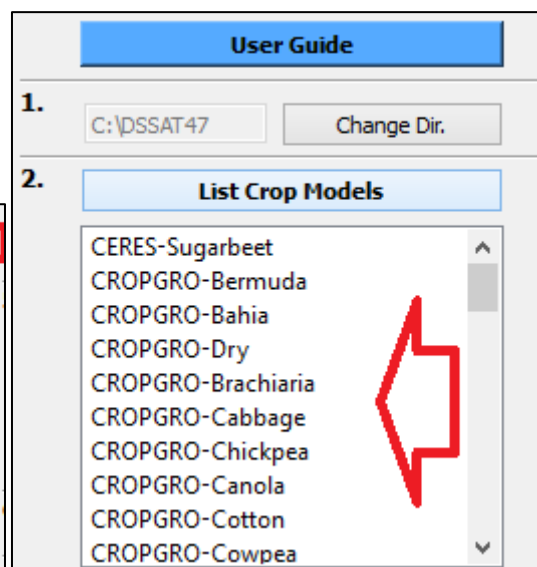 User Guide
1.
C:\DSSAT47 Change Dir.
2.
List Crop Models
CERES-Sugarbeet
CROPGRO-Bermuda
CROPGRO-Bahia
CROPGRO-Dry
CROPGRO-Brachiaria
CROPGRO-Cabbage
CROPGRO-Chickpea
CROPGRO-Canola
CROPGRO-Cotton
CROPGRO-Cowpea